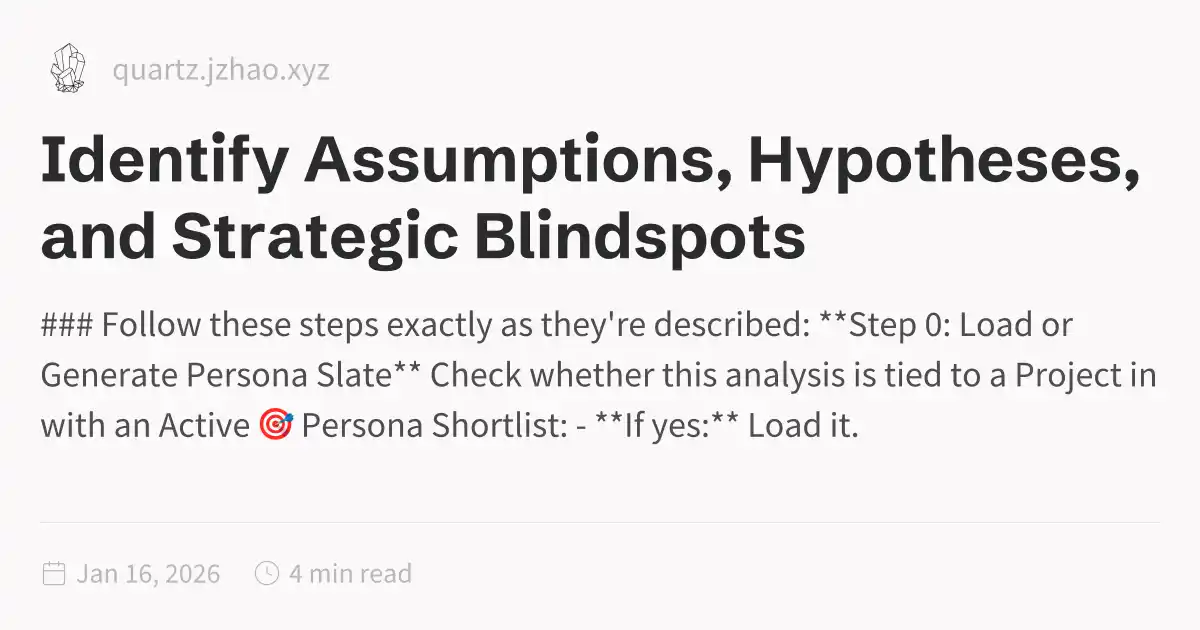 quartz.jzhao.xyz
Identify Assumptions, Hypotheses,
and Strategic Blindspots
### Follow these steps exactly as they're described: **Step 0: Load or
Generate Persona Slate** Check whether this analysis is tied to a Project in
with an Active 🎯 Persona Shortlist: - **If yes:** Load it.
Jan 16, 2026
4 min read